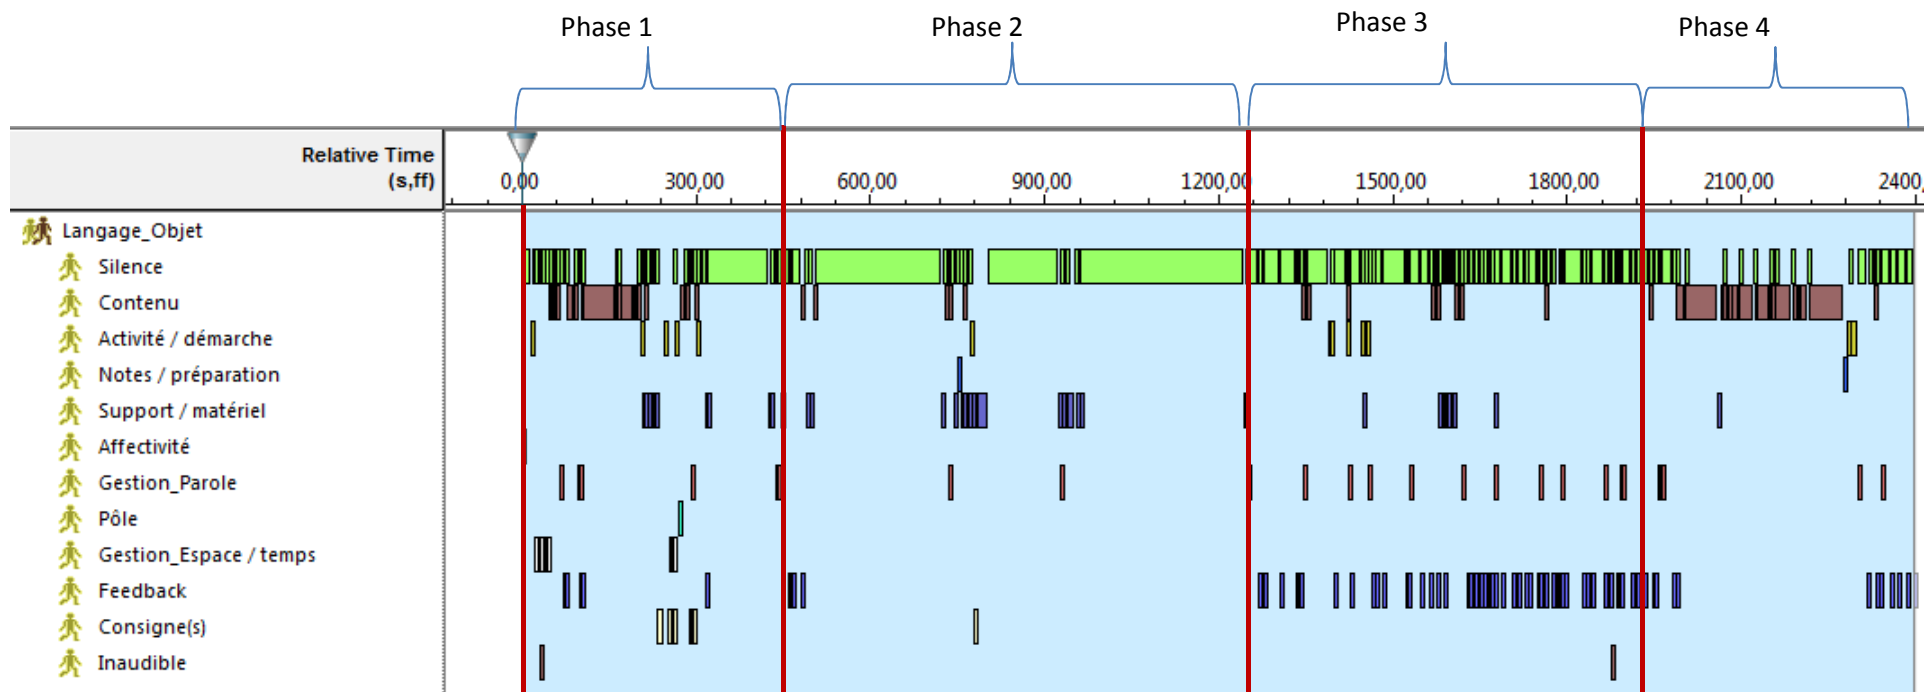 Phase 1
Phase 2
Phase 3
Phase 4
Relative Time
(s,ff)
0,00 300,00 600,00 900,00 1200,00 1500,00 1800,00 2100,00 2400,
Langage_Objet
Silence
Contenu
Activité / démarche
Notes / préparation
Support / matériel
Affectivité
Gestion_Parole
Pôle
Gestion_Espace / temps
Feedback
Consigne(s)
Inaudible